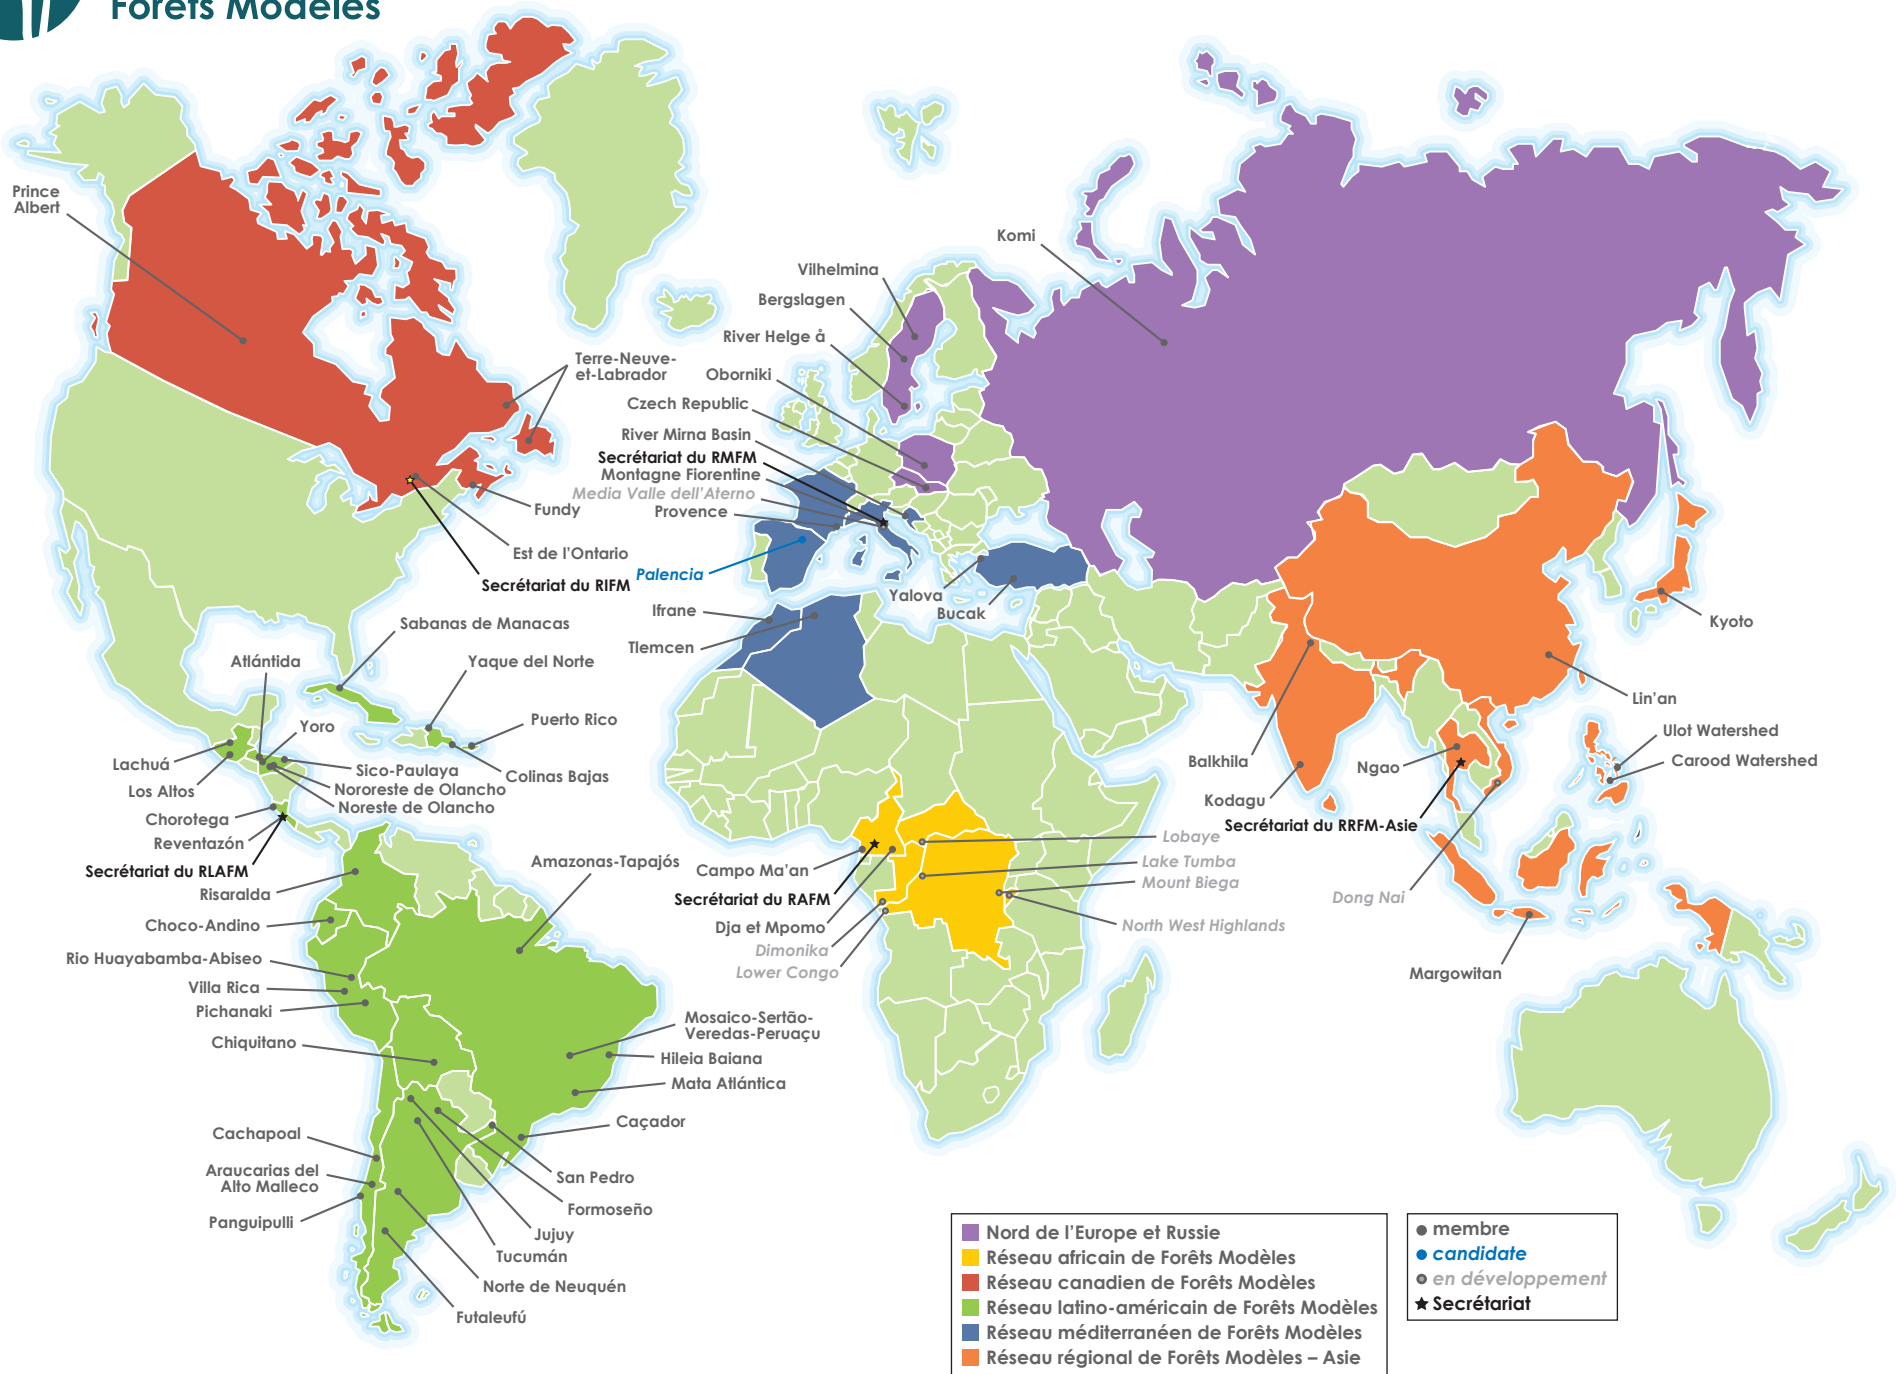 Forêts Modèles
Prince
Albert
Komi
Vilhelmina
Bergslagen
River Helge å
Terre-Neuve-
et-Labrador
Oborniki
Czech Republic
River Mirna Basin
Secrétariat du RMFM
Montagne Fiorentine
Media Valle dell'Aterno
Provence
Fundy
Est de l'Ontario
Secrétariat du RIFM
Palencia
Yalova
Bucak
Ifrane
Tlemcen
Kyoto
Lin'an
Sabanas de Manacas
Atlántida
Yaque del Norte
Yoro
Puerto Rico
Lachuá
Sico-Paulaya
Colinas Bajas
Los Altos
Nororeste de Olancho
Noreste de Olancho
Chorotega
Reventazón
Secrétariat du RLAFM
Risaralda
Choco-Andino
Rio Huayabamba-Abiseo
Villa Rica
Pichanaki
Chiquitano
Amazonas-Tapajós
Ulot Watershed
Carood Watershed
Balkhila
Ngao
Kodagu
Secrétariat du RRFM-Asie
Dong Nai
Margowitan
Campo Ma'an
Secrétariat du RAFM
Dja et Mpomo
Dimonika
Lower Congo
Lobaye
Lake Tumba
Mount Biega
North West Highlands
Mosaico-Sertão-
Veredas-Peruaçu
Hileia Baiana
Mata Atlántica
Caçador
Cachapoal
Araucarias del
Alto Malleco
Panguipulli
San Pedro
Formoseño
Jujuy
Tucumán
Norte de Neuquén
Futaleufú
Nord de l'Europe et Russie
Réseau africain de Forêts Modèles
Réseau canadien de Forêts Modèles
Réseau latino-américain de Forêts Modèles
Réseau méditerranéen de Forêts Modèles
Réseau régional de Forêts Modèles – Asie
membre
candidate
en développement
Secrétariat